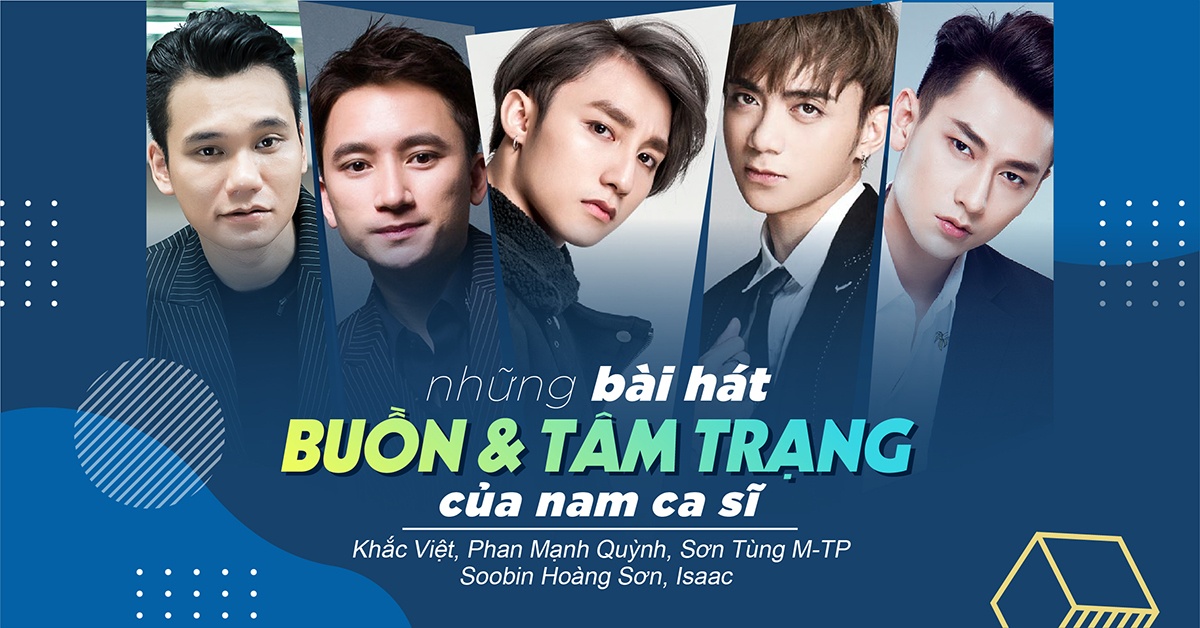 những bài hát
BUỒN & TÂM TRẠNG
của nam ca sĩ
Khắc Việt, Phan Mạnh Quỳnh, Sơn Tùng M-TP
Soobin Hoàng Sơn, Isaac